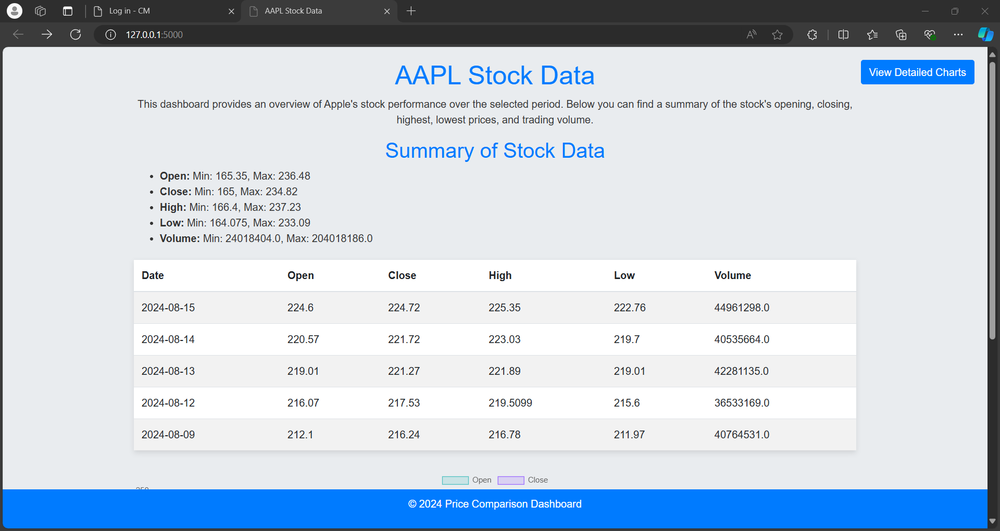 Log in - CM
AAPL Stock Data
127.0.0.1:5000
AAPL Stock Data
View Detailed Charts
This dashboard provides an overview of Apple's stock performance over the selected period. Below you can find a summary of the stock's opening, closing,
highest, lowest prices, and trading volume.
Summary of Stock Data
• Open: Min: 165.35, Max: 236.48
• Close: Min: 165, Max: 234.82
• High: Min: 166.4, Max: 237.23
• Low: Min: 164.075, Max: 233.09
• Volume: Min: 24018404.0, Max: 204018186.0
Date Open Close High Low Volume
2024-08-15 224.6 224.72 225.35 222.76 44961298.0
2024-08-14 220.57 221.72 223.03 219.7 40535664.0
2024-08-13 219.01 221.27 221.89 219.01 42281135.0
2024-08-12 216.07 217.53 219.5099 215.6 36533169.0
2024-08-09 212.1 216.24 216.78 211.97 40764531.0
Open Close
© 2024 Price Comparison Dashboard